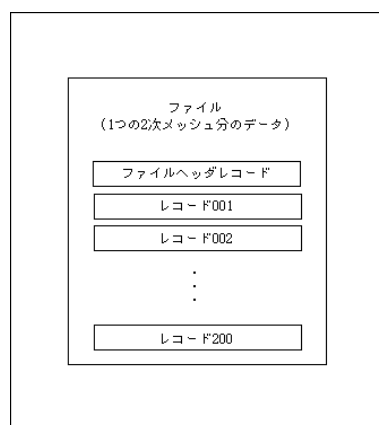 ファイル
(1つの2次メッシュ分のデータ)
ファイルヘッダレコード
レコード001
レコード002
・
・
・
レコード200